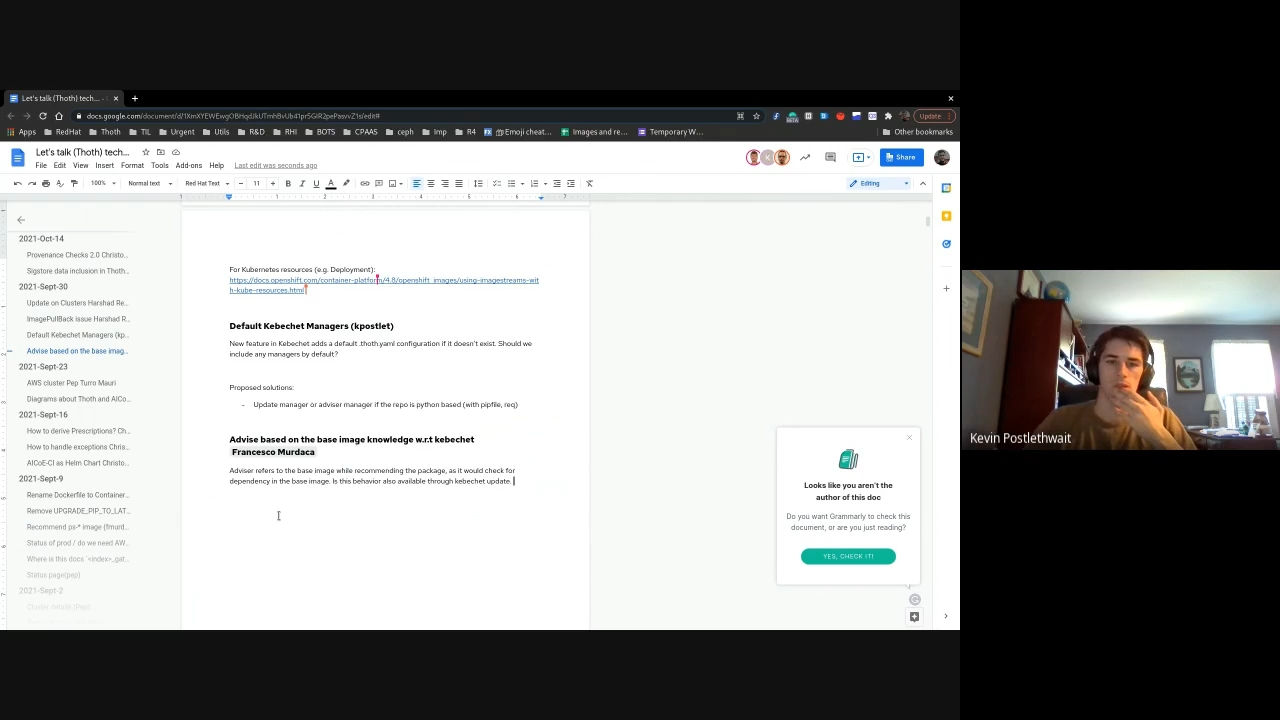 Let's talk (Thoth) tech... -
docs.google.com/document/d/
Update
Apps
RedHat
Thoth
TIL
Urgent
Utils
R&D
RHI
BOTS
CPAAS
ceph
Imp
R4
Emoji cheat...
Images and re...
Temporary W...
Other bookmarks
Let's talk (Thoth) tech...
File Edit View Insert Format Tools Add-ons Help Last edit was seconds ago
Share
100% Normal text Red Hat Text 11 Editing
2021-Oct-14
Provenance Checks 2.0 Christo...
Sigstore data inclusion in Thoth...
2021-Sept-30
Update on Clusters Harshad Re...
ImagePullBack issue Harshad R...
Default Kebechet Managers (kp...
Advise based on the base imag...
2021-Sept-23
AWS cluster Pep Turro Mauri
Diagrams about Thoth and AICo...
2021-Sept-16
How to derive Prescriptions? Ch...
How to handle exceptions Chris...
AICoE-CI as Helm Chart Christo...
2021-Sept-9
Rename Dockerfile to Container...
Remove UPGRADE_PIP_TO_LAT...
Recommend ps-* image (fmurd...
Status of prod / do we need AW...
Where is this docs `<index>_gat...
Status page(pep)
2021-Sept-2
Cluster details (Pep)
For Kubernetes resources (e.g. Deployment):
https://docs.openshift.com/container-platform/4.8/openshift_images/using-imagestreams-wit
h-kube-resources.html
Default Kebechet Managers (kpostlet)
New feature in Kebechet adds a default .thoth.yaml configuration if it doesn't exist. Should we
include any managers by default?
Proposed solutions:
- Update manager or adviser manager if the repo is python based (with pipfile, req)
Advise based on the base image knowledge w.r.t kebechet
Francesco Murdaca
Adviser refers to the base image while recommending the package, as it would check for
dependency in the base image. Is this behavior also available through kebechet update.
Looks like you aren't the
author of this doc
Do you want Grammarly to check this
document, or are you just reading?
YES, CHECK IT!
Kevin Postlethwait